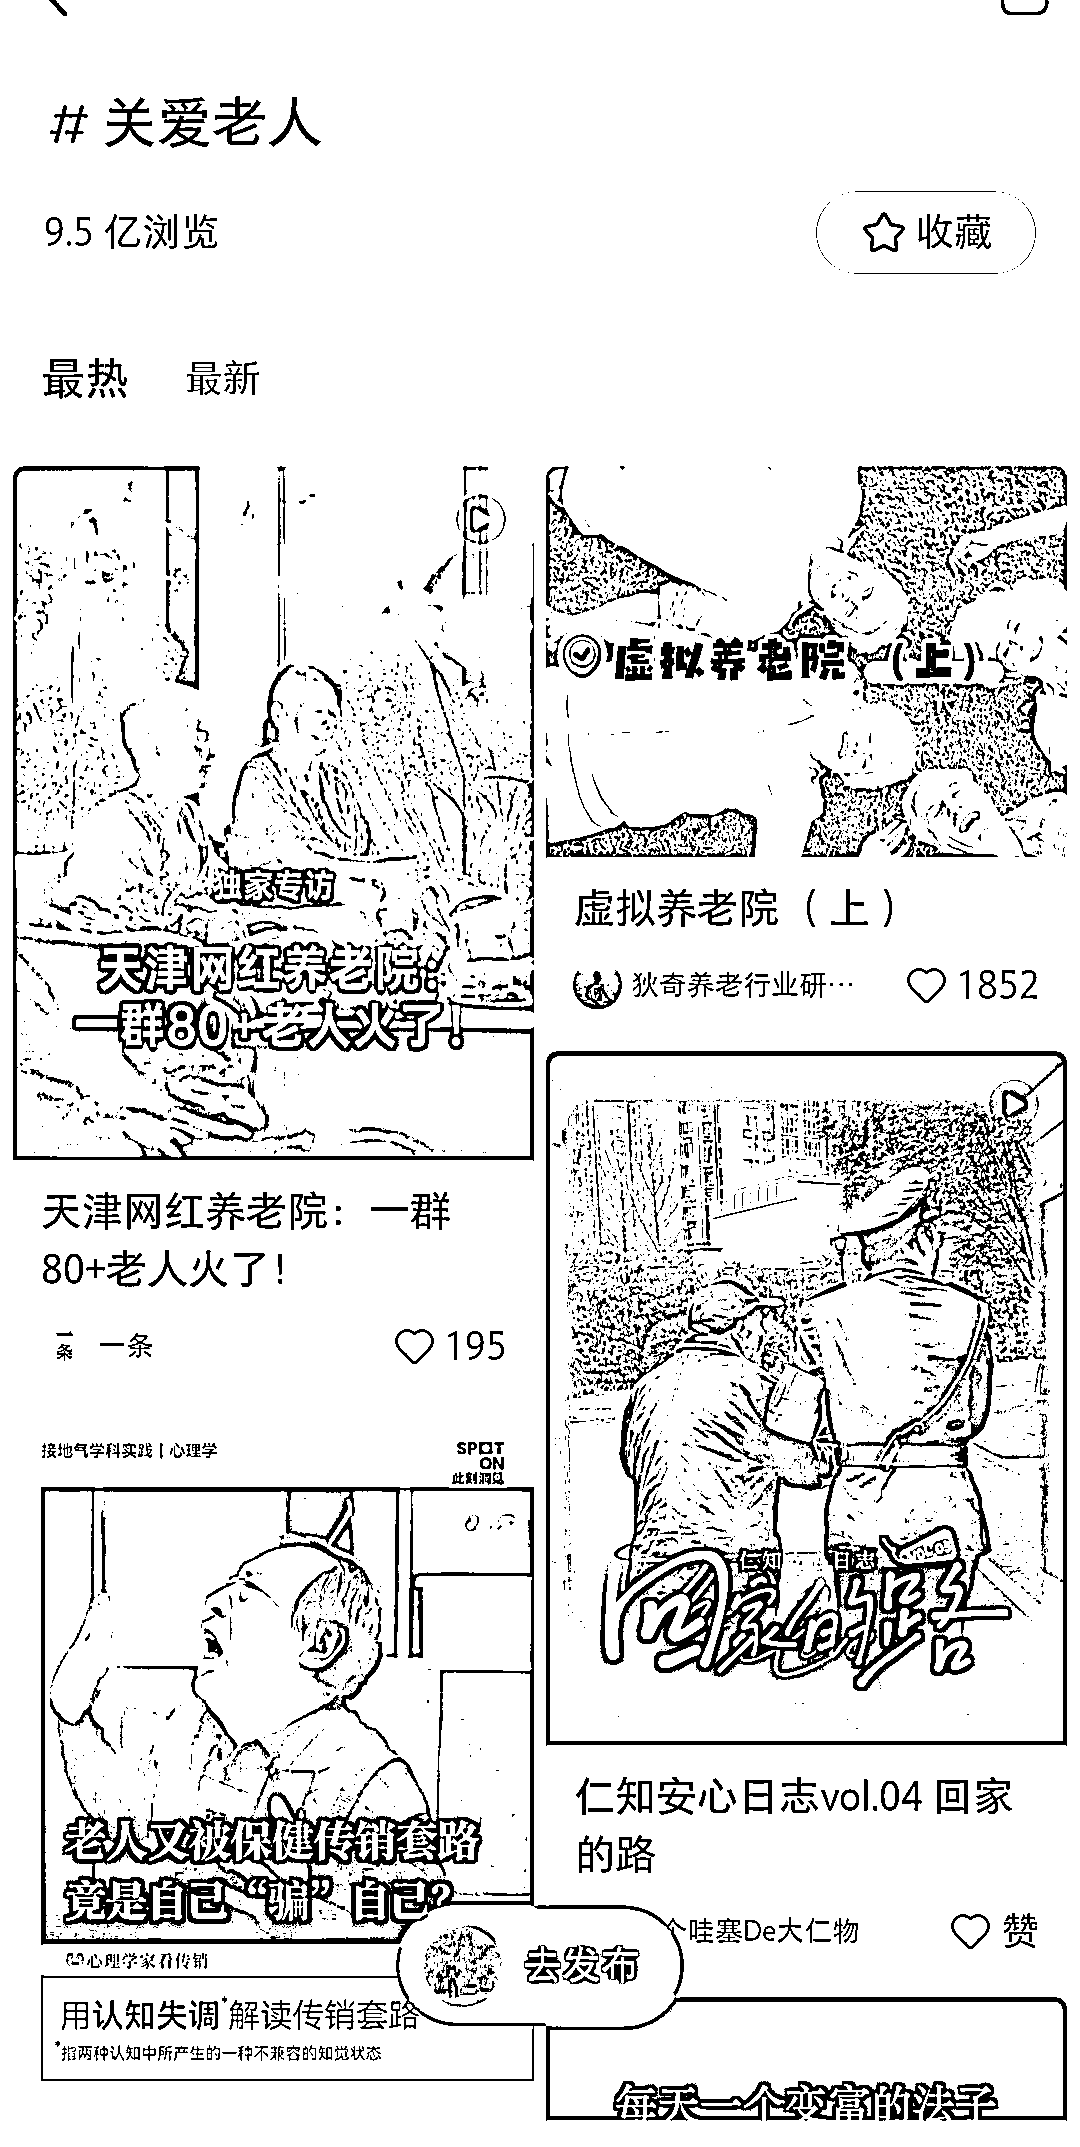 # 关爱老人
9.5 亿浏览
收藏
最热
最新
独家专访
天津网红养老院：
一群80+老人火了！
天津网红养老院：一群
80+老人火了！
一条
一条
195
虚拟养老院（上）
虚拟养老院（上）
狄奇养老行业研…
1852
仁知
日志
回家的路
仁知安心日志vol.04 回家
的路
个哇塞De大仁物
赞
接地气学科实践 | 心理学
SPOT
ON
此刻洞见
老人又被保健传销套路
竟是自己“骗”自己？
心理学家看传销
用认知失调*解读传销套路
*指两种认知中所产生的一种不兼容的知觉状态
去发布
每天一个变富的法子